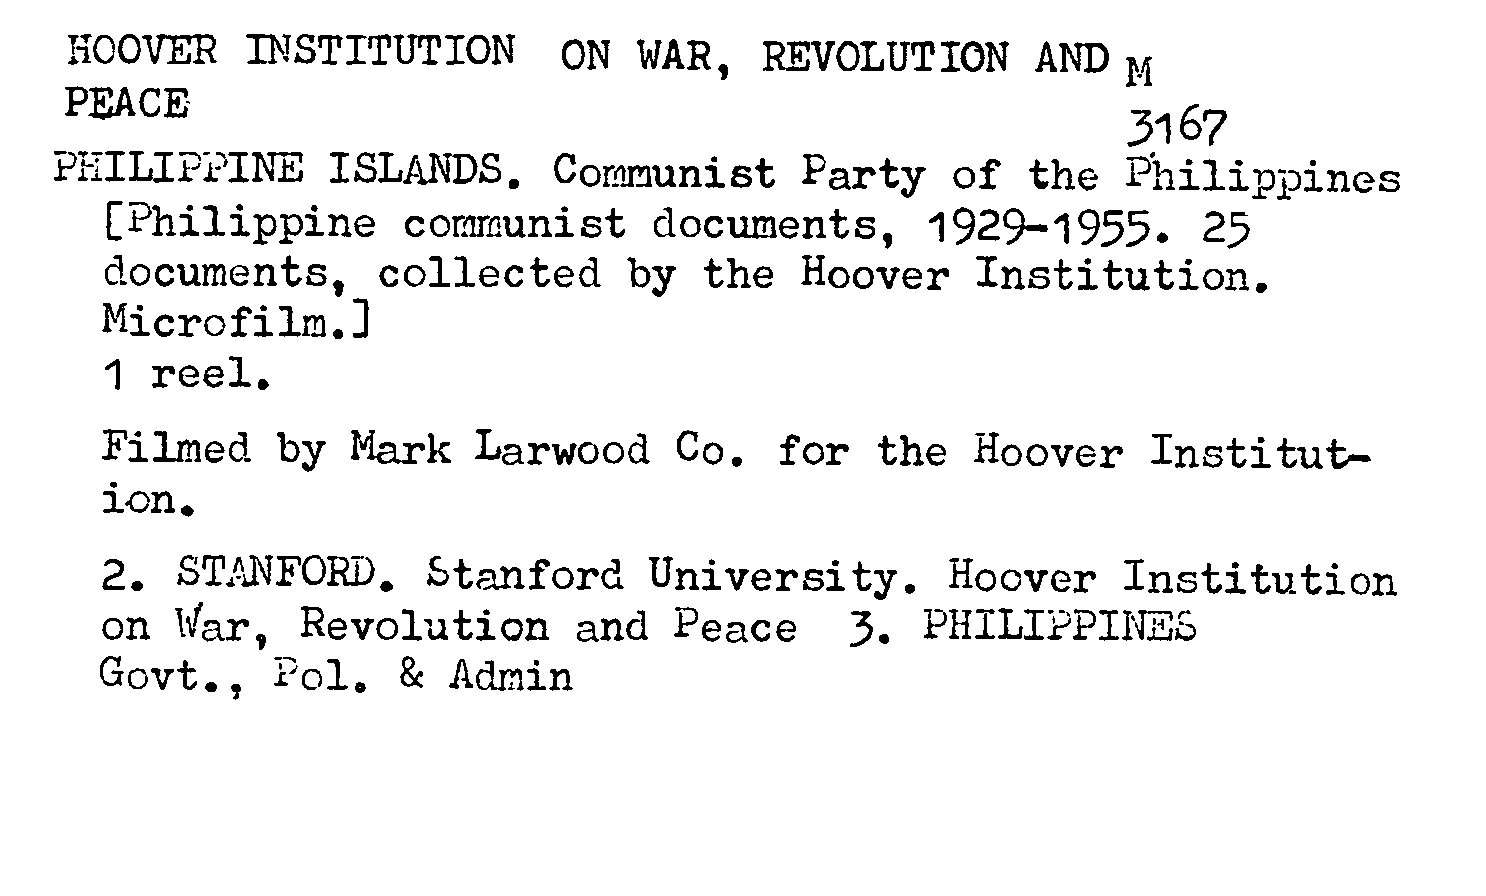 HOOVER INSTITUTION ON WAR, REVOLUTION AND M
PEACE
3167
PHILIPPINE ISLANDS. Communist Party of the Philippines
[Philippine communist documents, 1929-1955. 25
documents, collected by the Hoover Institution.
Microfilm.]
1 reel.
Filmed by Mark Larwood Co. for the Hoover Institut-
ion.
2. STANFORD. Stanford University. Hoover Institution
on War, Revolution and Peace 3. PHILIPPINES
Govt., Pol. & Admin